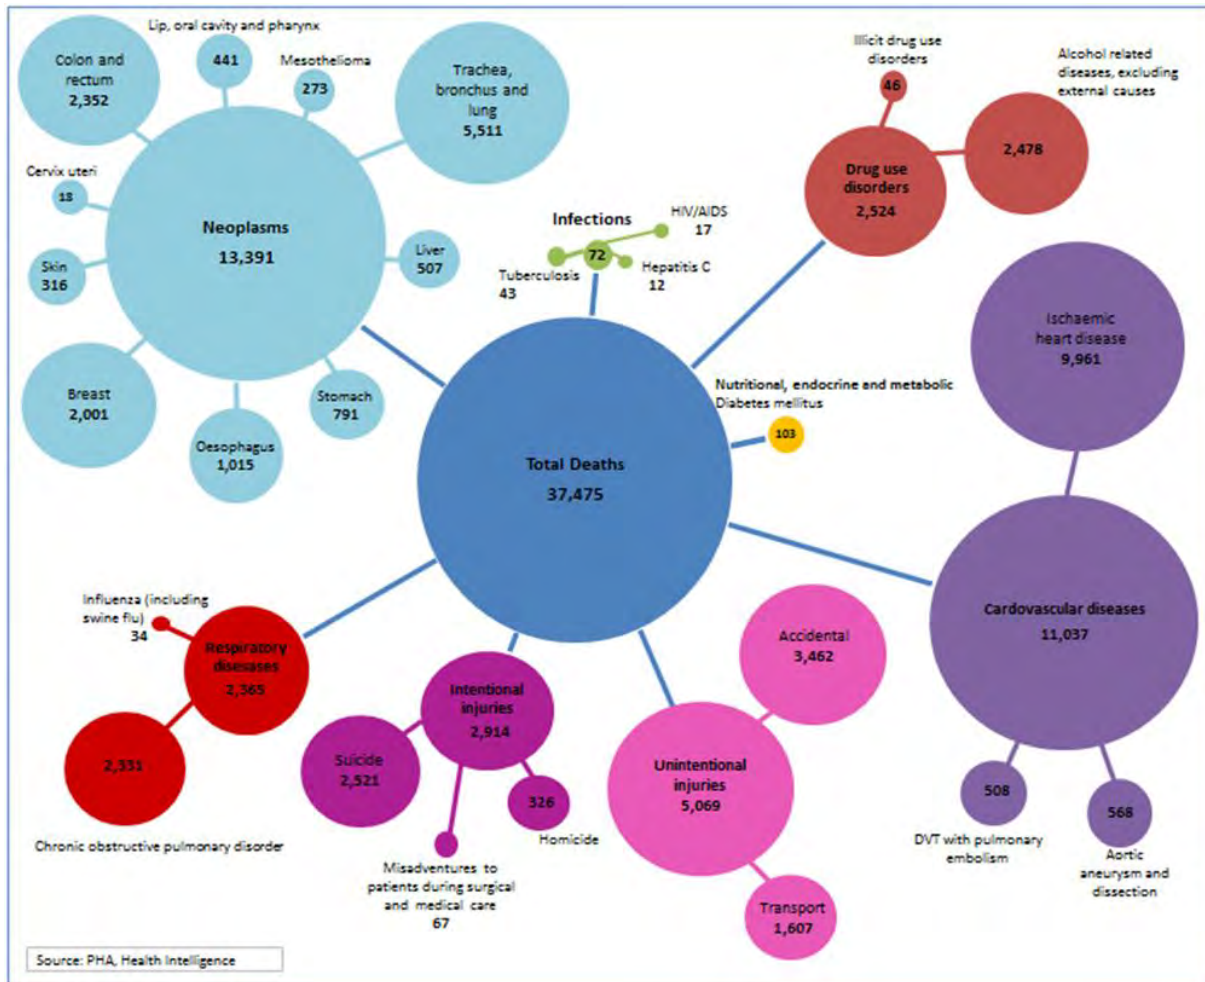 Lip, oral cavity and pharynx
441
Colon and
rectum
2,352
Mesothelioma
273
Trachea,
bronchus and
lung
5,511
Cervix uteri
18
Neoplasms
13,391
Skin
316
Liver
507
Breast
2,001
Oesophagus
1,015
Stomach
791
Infections
72
HIV/AIDS
17
Tuberculosis
43
Hepatitis C
12
Illicit drug use
disorders
46
Alcohol related
diseases, excluding
external causes
2,478
Drug use
disorders
2,524
Ischaemic
heart disease
9,961
Nutritional, endocrine and metabolic
Diabetes mellitus
103
Total Deaths
37,475
Cardovascular diseases
11,037
508
DVT with pulmonary
embolism
568
Aortic
aneurysm and
dissection
Influenza (including
swine flu)
34
Respiratory
diseseases
2,365
2,331
Chronic obstructive pulmonary disorder
Intentional
injuries
2,914
Suicide
2,521
326
Homicide
Misadventures to
patients during surgical
and medical care
67
Accidental
3,462
Unintentional
injuries
5,069
Transport
1,607
Source: PHA, Health Intelligence